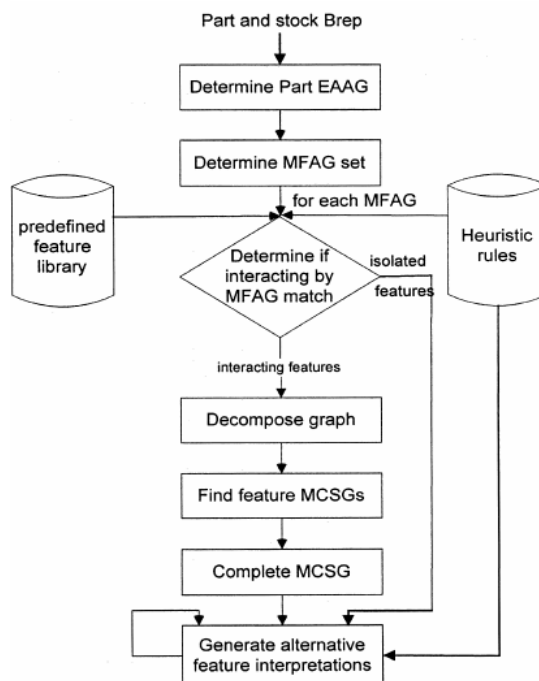 Part and stock Brep
Determine Part EAAG
Determine MFAG set
for each MFAG
predefined
feature
library
Heuristic
rules
Determine if
interacting by
MFAG match
isolated
features
interacting features
Decompose graph
Find feature MCSGs
Complete MCSG
Generate alternative
feature interpretations